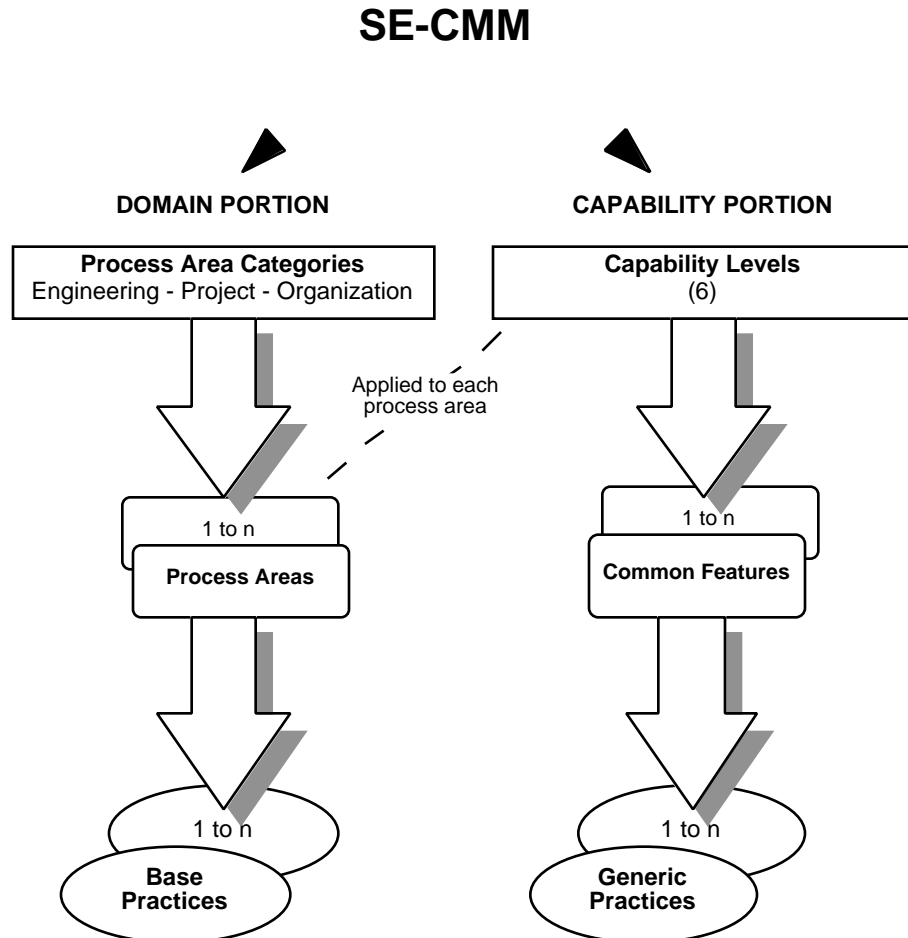 SE-CMM
DOMAIN PORTION
CAPABILITY PORTION
Process Area Categories
Engineering - Project - Organization
Capability Levels
(6)
Applied to each
process area
1 to n
Process Areas
1 to n
Common Features
1 to n
Base
Practices
1 to n
Generic
Practices